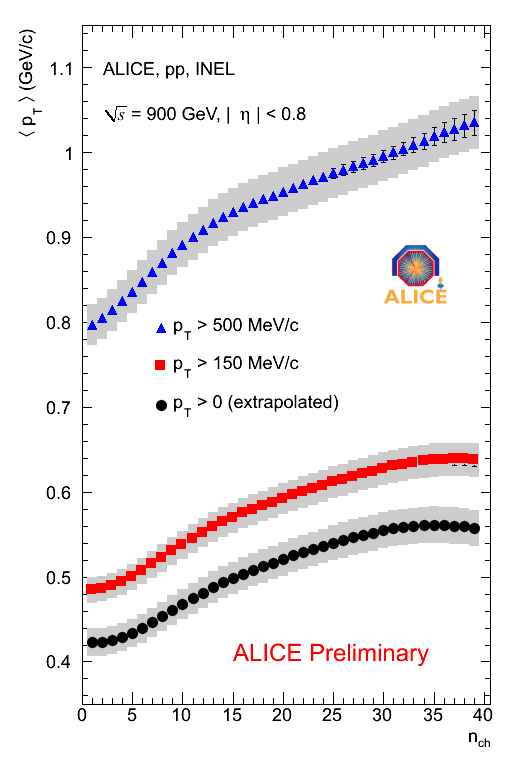 ⟨ p_T ⟩ (GeV/c)
1.1
1
0.9
0.8
0.7
0.6
0.5
0.4
ALICE, pp, INEL
√s = 900 GeV, | η | < 0.8
ALICE
p_T > 500 MeV/c
p_T > 150 MeV/c
p_T > 0 (extrapolated)
ALICE Preliminary
0 5 10 15 20 25 30 35 40
n_ch